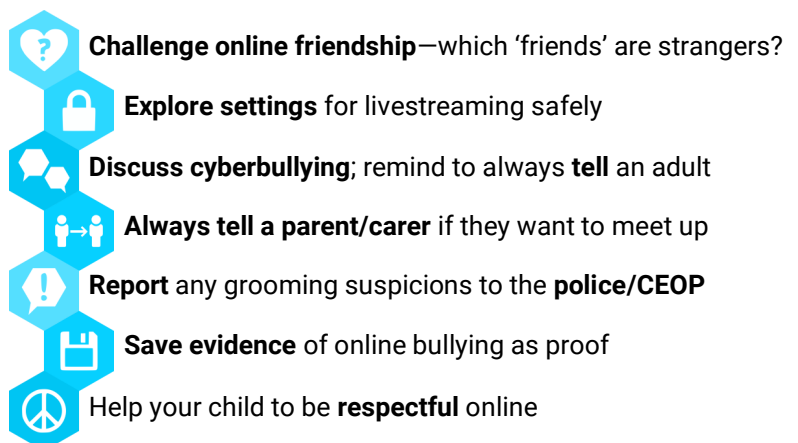 Challenge online friendship—which ‘friends’ are strangers?
Explore settings for livestreaming safely
Discuss cyberbullying; remind to always tell an adult
Always tell a parent/carer if they want to meet up
Report any grooming suspicions to the police/CEOP
Save evidence of online bullying as proof
Help your child to be respectful online